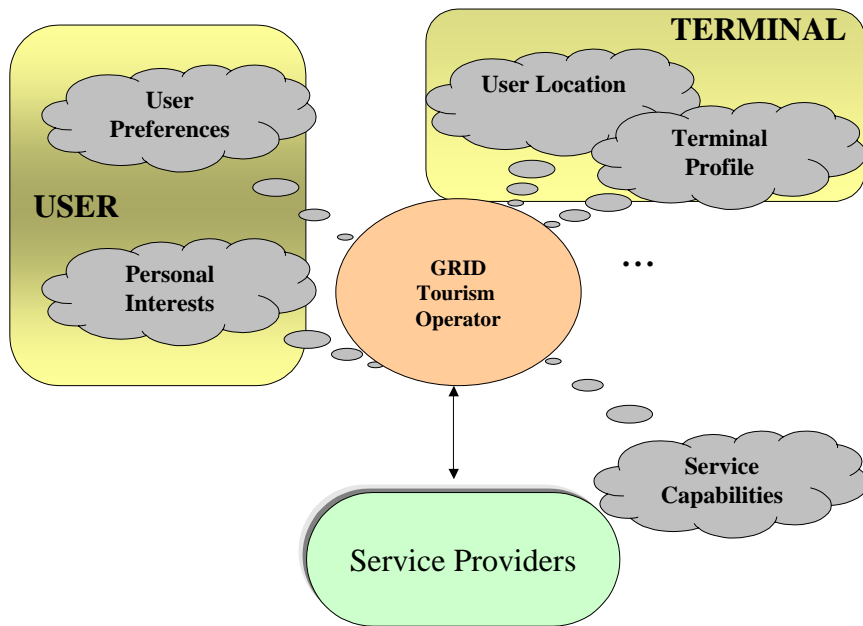 TERMINAL
User
Preferences
User Location
Terminal
Profile
USER
Personal
Interests
GRID
Tourism
Operator
...
Service
Capabilities
Service Providers